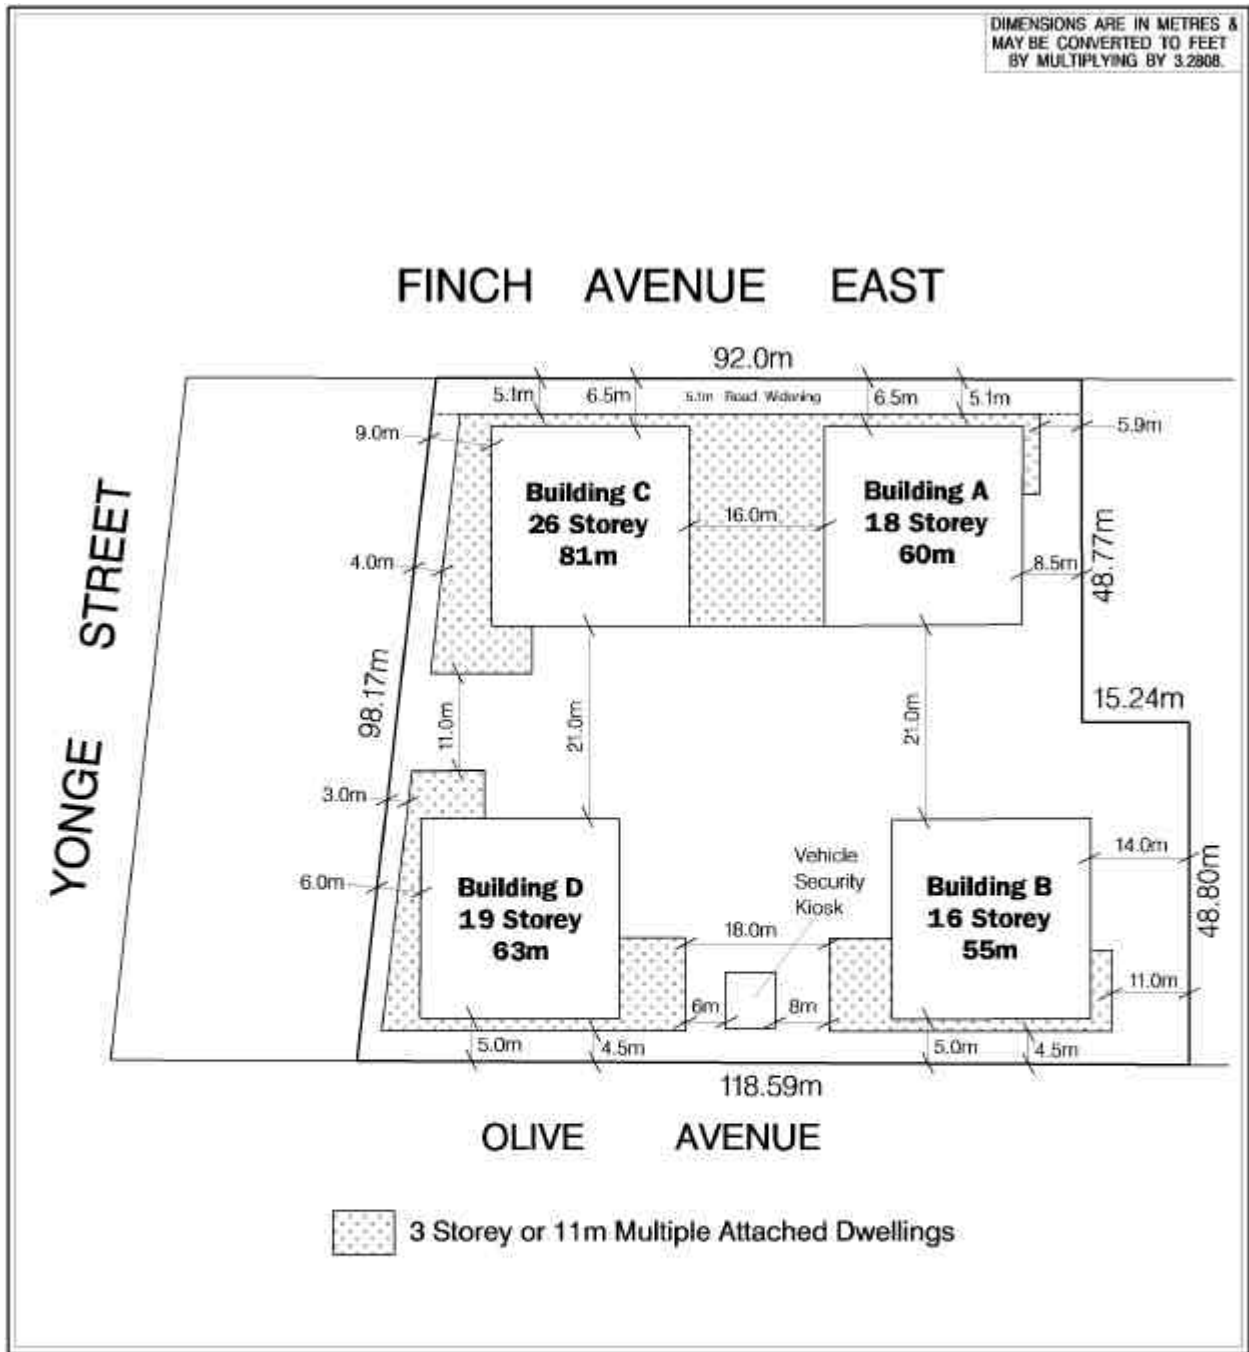 DIMENSIONS ARE IN METRES &
MAY BE CONVERTED TO FEET
BY MULTIPLYING BY 3.2808.
FINCH AVENUE EAST
92.0m
5.1m
6.5m
5.1m Road Widening
6.5m
5.1m
9.0m
5.9m
Building C
26 Storey
81m
16.0m
Building A
18 Storey
60m
4.0m
8.5m
48.77m
YONGE STREET
98.17m
11.0m
21.0m
21.0m
15.24m
3.0m
6.0m
Building D
19 Storey
63m
Vehicle
Security
Kiosk
18.0m
6m
8m
Building B
16 Storey
55m
14.0m
48.80m
11.0m
5.0m
4.5m
5.0m
4.5m
118.59m
OLIVE AVENUE
3 Storey or 11m Multiple Attached Dwellings